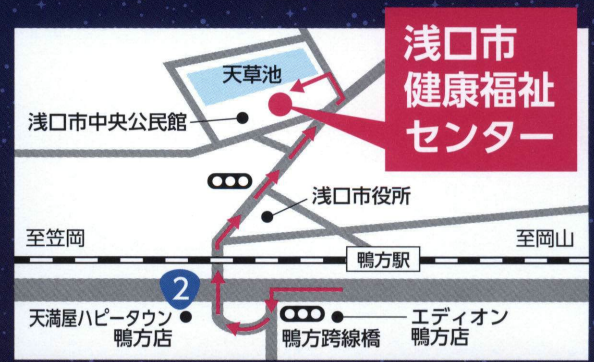 浅口市
健康福祉
センター
天草池
浅口市中央公民館
浅口市役所
至笠岡
至岡山
鴨方駅
2
天満屋ハピータウン
鴨方店
鴨方跨線橋
エディオン
鴨方店